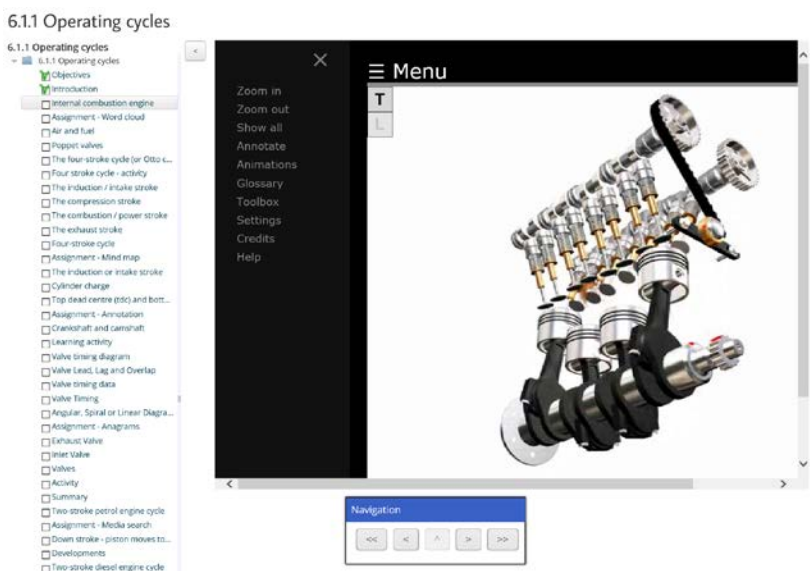 6.1.1 Operating cycles
6.1.1 Operating cycles
6.1.1 Operating cycles
Objectives
Introduction
Internal combustion engine
Assignment - Word cloud
Air and fuel
Poppet valves
The four-stroke cycle (or Otto c...
Four stroke cycle - activity
The induction / intake stroke
The compression stroke
The combustion / power stroke
The exhaust stroke
Four-stroke cycle
Assignment - Mind map
The induction or intake stroke
Cylinder charge
Top dead centre (tdc) and bott...
Assignment - Annotation
Crankshaft and camshaft
Learning activity
Valve timing diagram
Valve Lead, Lag and Overlap
Valve timing data
Valve Timing
Angular, Spiral or Linear Diagra...
Assignment - Anagrams
Exhaust Valve
Inlet Valve
Valves
Activity
Summary
Two-stroke petrol engine cycle
Assignment - Media search
Down stroke - piston moves to...
Developments
Two-stroke diesel engine cycle
<
×
Zoom in
Zoom out
Show all
Annotate
Animations
Glossary
Toolbox
Settings
Credits
Help
☰ Menu
T
L
Navigation
<< < ^ > >>